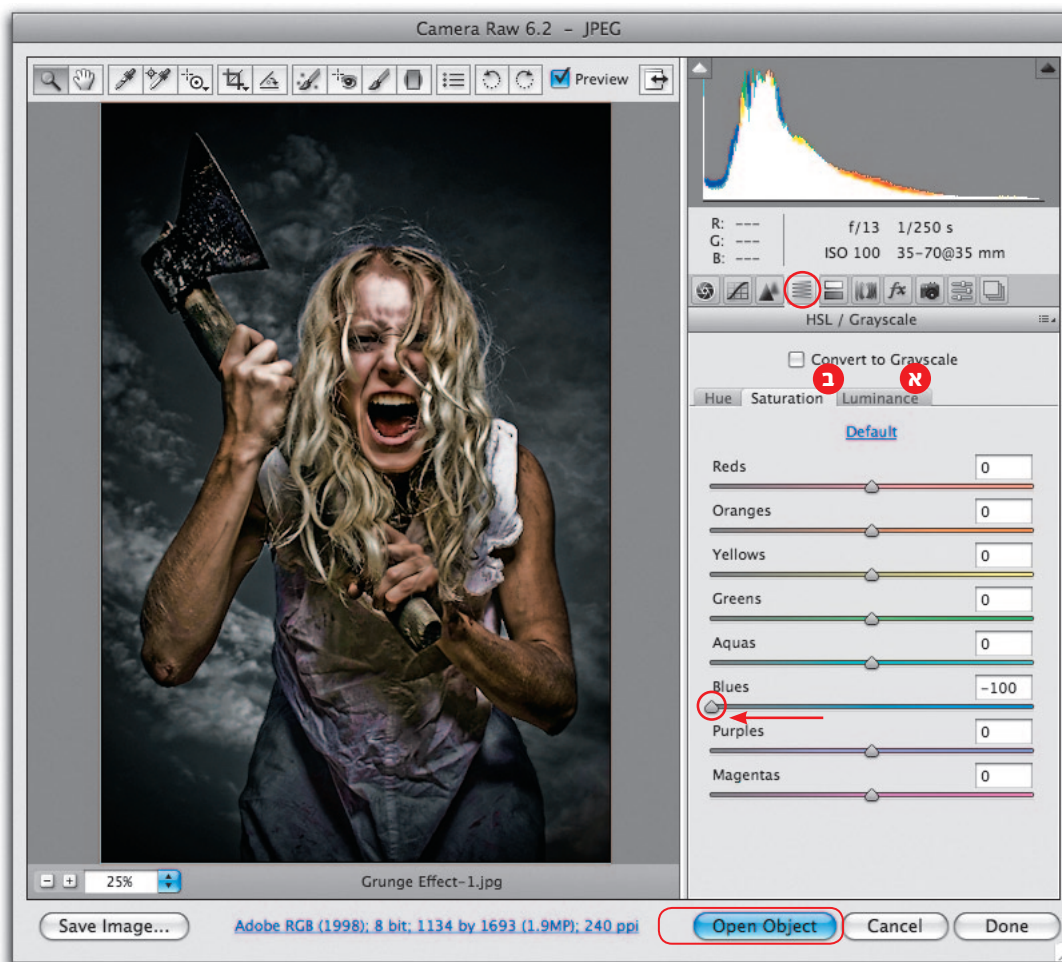 Camera Raw 6.2 – JPEG
Preview
R: ---
G: ---
B: ---
f/13 1/250 s
ISO 100 35-70@35 mm
fx
HSL / Grayscale
Convert to Grayscale
ב א
Hue Saturation Luminance
Default
Reds 0
Oranges 0
Yellows 0
Greens 0
Aquas 0
Blues -100
Purples 0
Magentas 0
25% Grunge Effect-1.jpg
Save Image... Adobe RGB (1998); 8 bit; 1134 by 1693 (1.9MP); 240 ppi Open Object Cancel Done